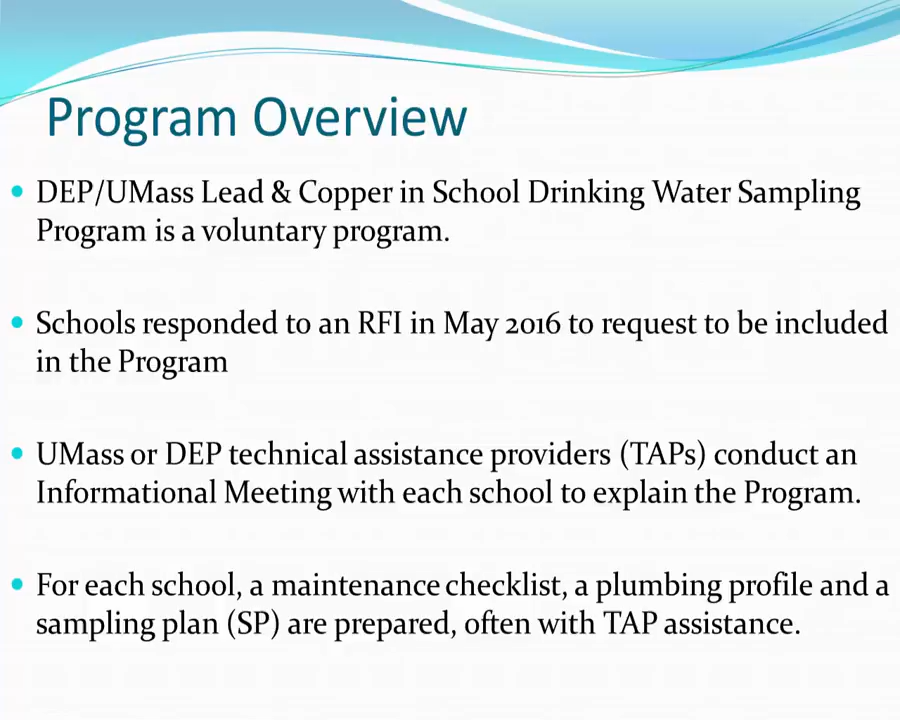 Program Overview
DEP/UMass Lead & Copper in School Drinking Water Sampling
Program is a voluntary program.
Schools responded to an RFI in May 2016 to request to be included
in the Program
UMass or DEP technical assistance providers (TAPs) conduct an
Informational Meeting with each school to explain the Program.
For each school, a maintenance checklist, a plumbing profile and a
sampling plan (SP) are prepared, often with TAP assistance.